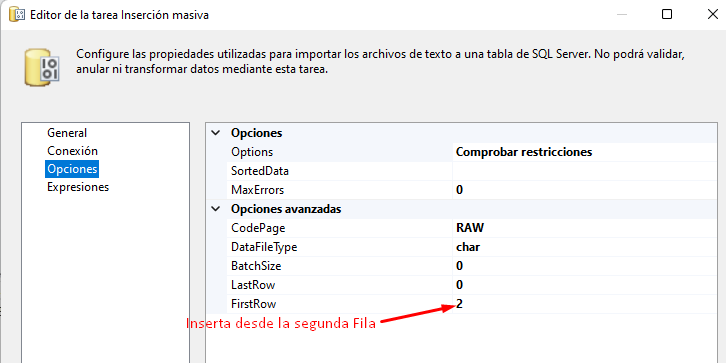 Editor de la tarea Inserción masiva
Configure las propiedades utilizadas para importar los archivos de texto a una tabla de SQL Server. No podrá validar,
anular ni transformar datos mediante esta tarea.
General
Conexión
Opciones
Expresiones
Opciones
Options Comprobar restricciones
SortedData
MaxErrors 0
Opciones avanzadas
CodePage RAW
DataFileType char
BatchSize 0
LastRow 0
FirstRow 2
Inserta desde la segunda Fila